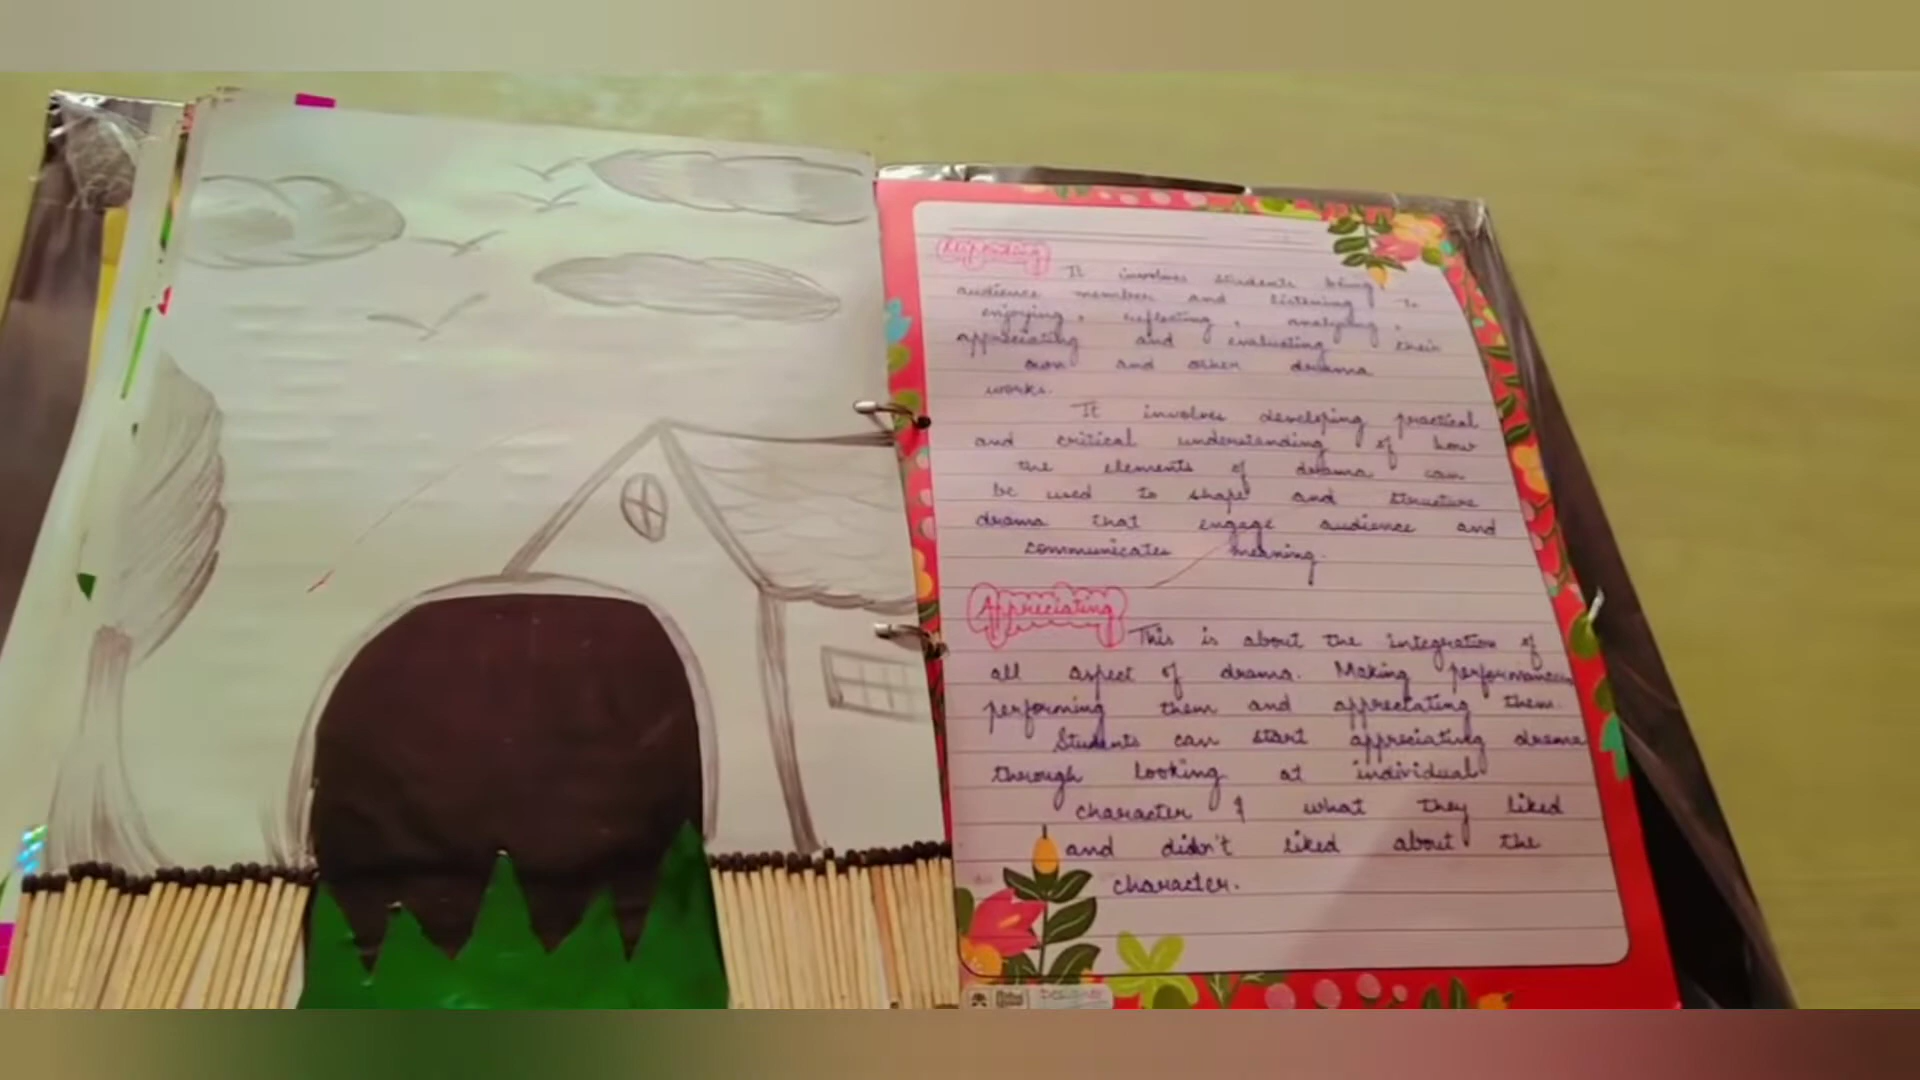 Responding
It involves students being
audience member and listening to
enjoying, reflecting, analysing,
appreciating and evaluating their
own and other drama
works.
It involves developing practical
and critical understanding of how
the elements of drama can
be used to shape and structure
drama that engage audience and
communicates meaning.
Appreciating
This is about the integration of
all aspect of drama. Making performances
performing them and appreciating them.
Students can start appreciating drama
through looking at individual
character & what they liked
and didn't liked about the
character.
DESIGNER